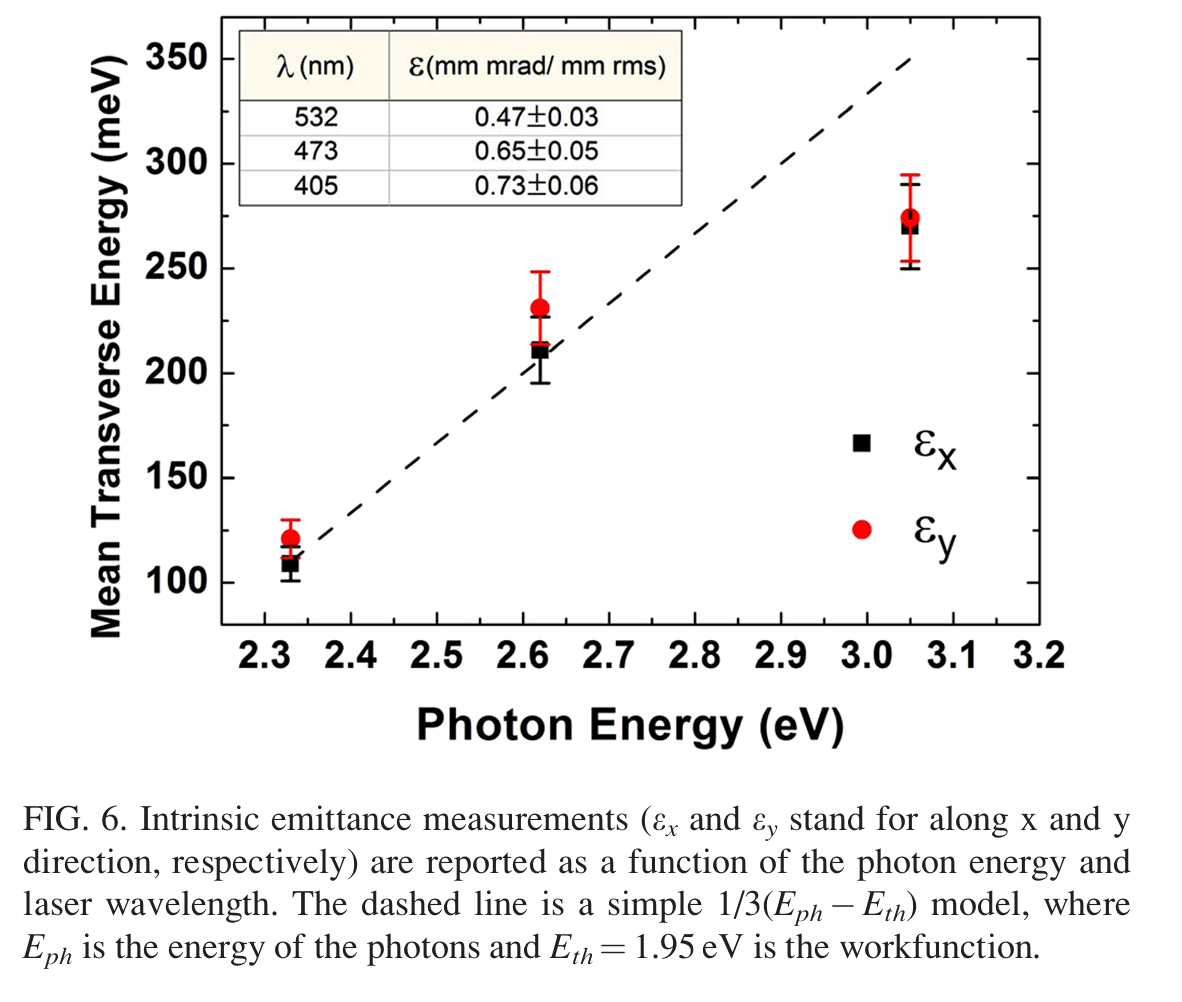 350
300
250
200
150
100
Mean Transverse Energy (meV)
λ (nm) ε(mm mrad/ mm rms)
532 0.47±0.03
473 0.65±0.05
405 0.73±0.06
εx
εy
2.3 2.4 2.5 2.6 2.7 2.8 2.9 3.0 3.1 3.2
Photon Energy (eV)
FIG. 6. Intrinsic emittance measurements (εx and εy stand for along x and y
direction, respectively) are reported as a function of the photon energy and
laser wavelength. The dashed line is a simple 1/3(Eph − Eth) model, where
Eph is the energy of the photons and Eth = 1.95 eV is the workfunction.